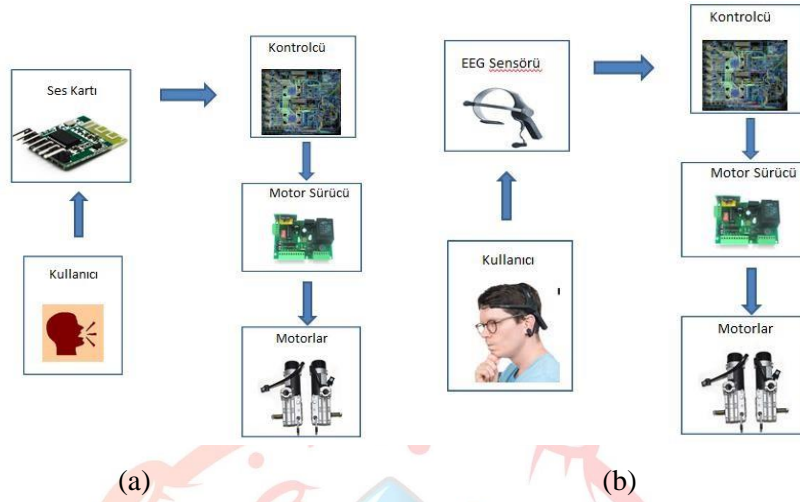 Ses Kartı
Kontrolcü
Motor Sürücü
Kullanıcı
Motorlar
(a)
EEG Sensörü
Kontrolcü
Motor Sürücü
Kullanıcı
Motorlar
(b)